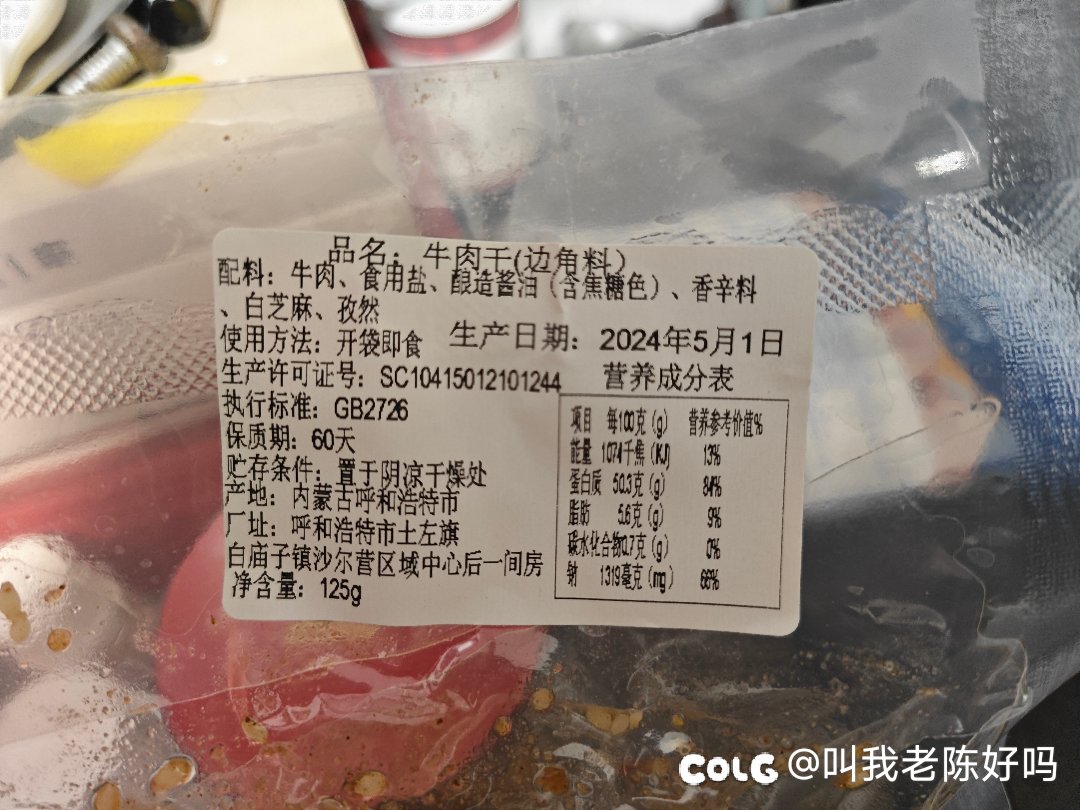 品名：牛肉干(边角料)
配料：牛肉、食用盐、酿造酱油（含焦糖色）、香辛料
、白芝麻、孜然
使用方法：开袋即食
生产日期：2024年5月1日
生产许可证号：SC10415012101244
执行标准：GB2726
保质期：60天
贮存条件：置于阴凉干燥处
产地：内蒙古呼和浩特市
厂址：呼和浩特市土左旗
白庙子镇沙尔营区域中心后一间房
净含量：125g
营养成分表
项目 每100克(g) 营养参考价值%
能量 1074千焦(KJ) 13%
蛋白质 50.3克(g) 84%
脂肪 5.6克(g) 9%
碳水化合物0.7克(g) 0%
钠 1319毫克(mg) 66%
COLG @叫我老陈好吗